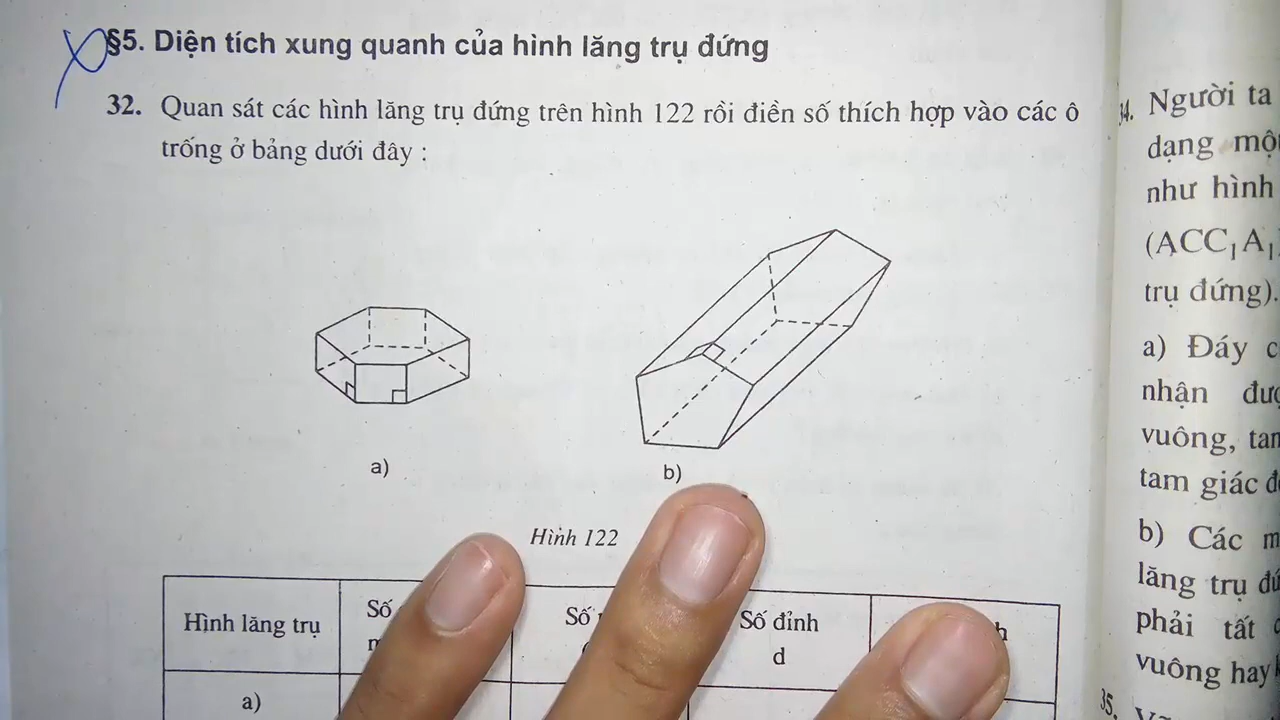 §5. Diện tích xung quanh của hình lăng trụ đứng
32. Quan sát các hình lăng trụ đứng trên hình 122 rồi điền số thích hợp vào các ô
trống ở bảng dưới đây :
a)
b)
Hình 122
Hình lăng trụ
Số
Số
Số đỉnh
d
a)
Người ta
dạng một
như hình
(ACC₁A₁
trụ đứng).
a) Đáy
nhận
vuông,
tam giác
b) Các
lăng trụ
phải tất
vuông hay
35.